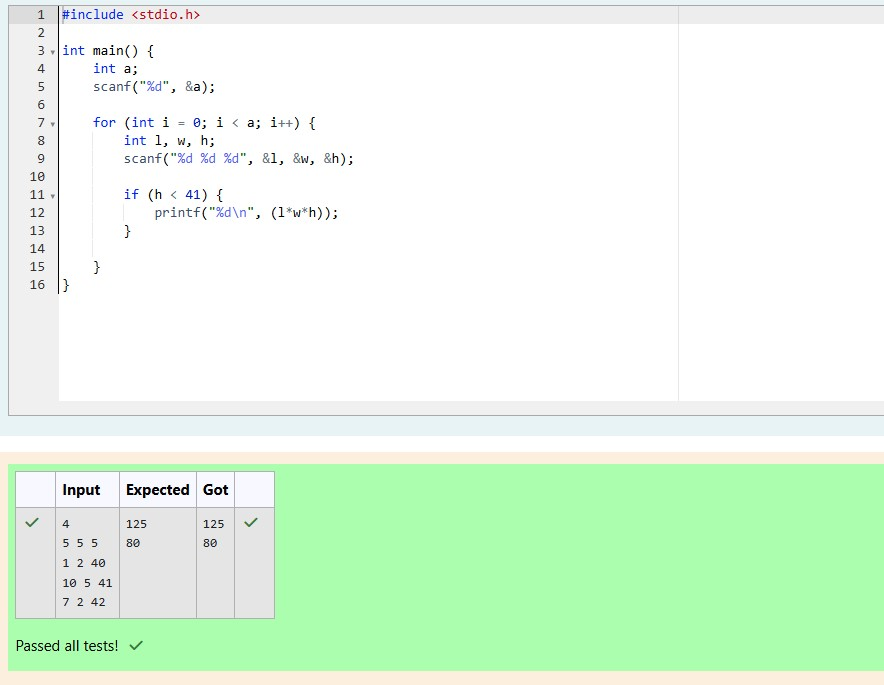 1 #include <stdio.h>
2
3 int main() {
4     int a;
5     scanf("%d", &a);
6
7     for (int i = 0; i < a; i++) {
8         int l, w, h;
9         scanf("%d %d %d", &l, &w, &h);
10
11         if (h < 41) {
12             printf("%d\n", (l*w*h));
13         }
14
15     }
16 }
Input Expected Got
4 125 125
5 5 5 80 80
1 2 40
10 5 41
7 2 42
Passed all tests!